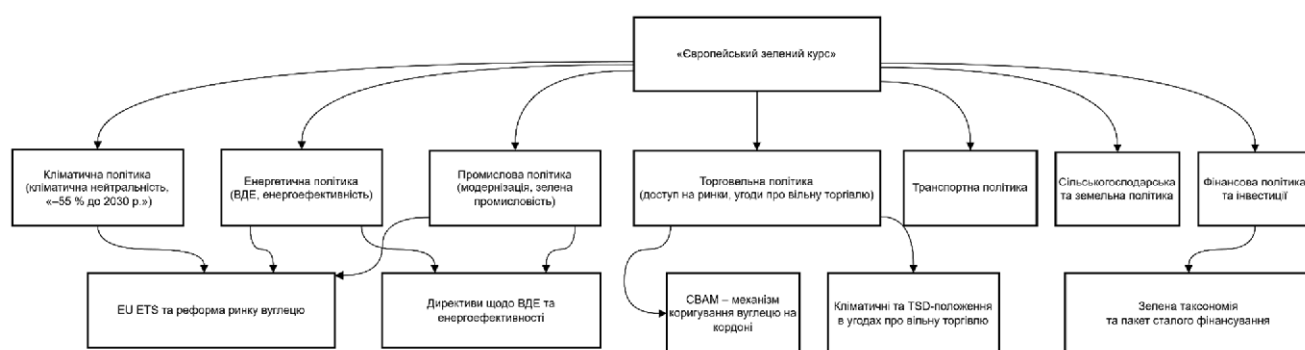 «Європейський зелений курс»
Кліматична політика
(кліматична нейтральність,
«–55 % до 2030 р.»)
Енергетична політика
(ВДЕ, енергоефективність)
Промислова політика
(модернізація, зелена
промисловість)
Торговельна політика
(доступ на ринки, угоди про вільну торгівлю)
Транспортна політика
Сільськогосподарська
та земельна політика
Фінансова політика
та інвестиції
EU ETS та реформа ринку вуглецю
Директиви щодо ВДЕ та
енергоефективності
CBAM – механізм
коригування вуглецю на
кордоні
Кліматичні та TSD-положення
в угодах про вільну торгівлю
Зелена таксономія
та пакет сталого фінансування